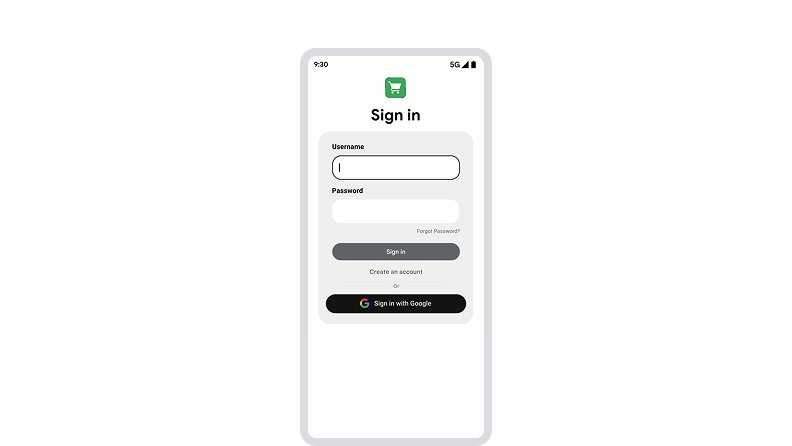 9:30 5G
Sign in
Username
Password
Forgot Password?
Sign in
Create an account
Or
Sign in with Google